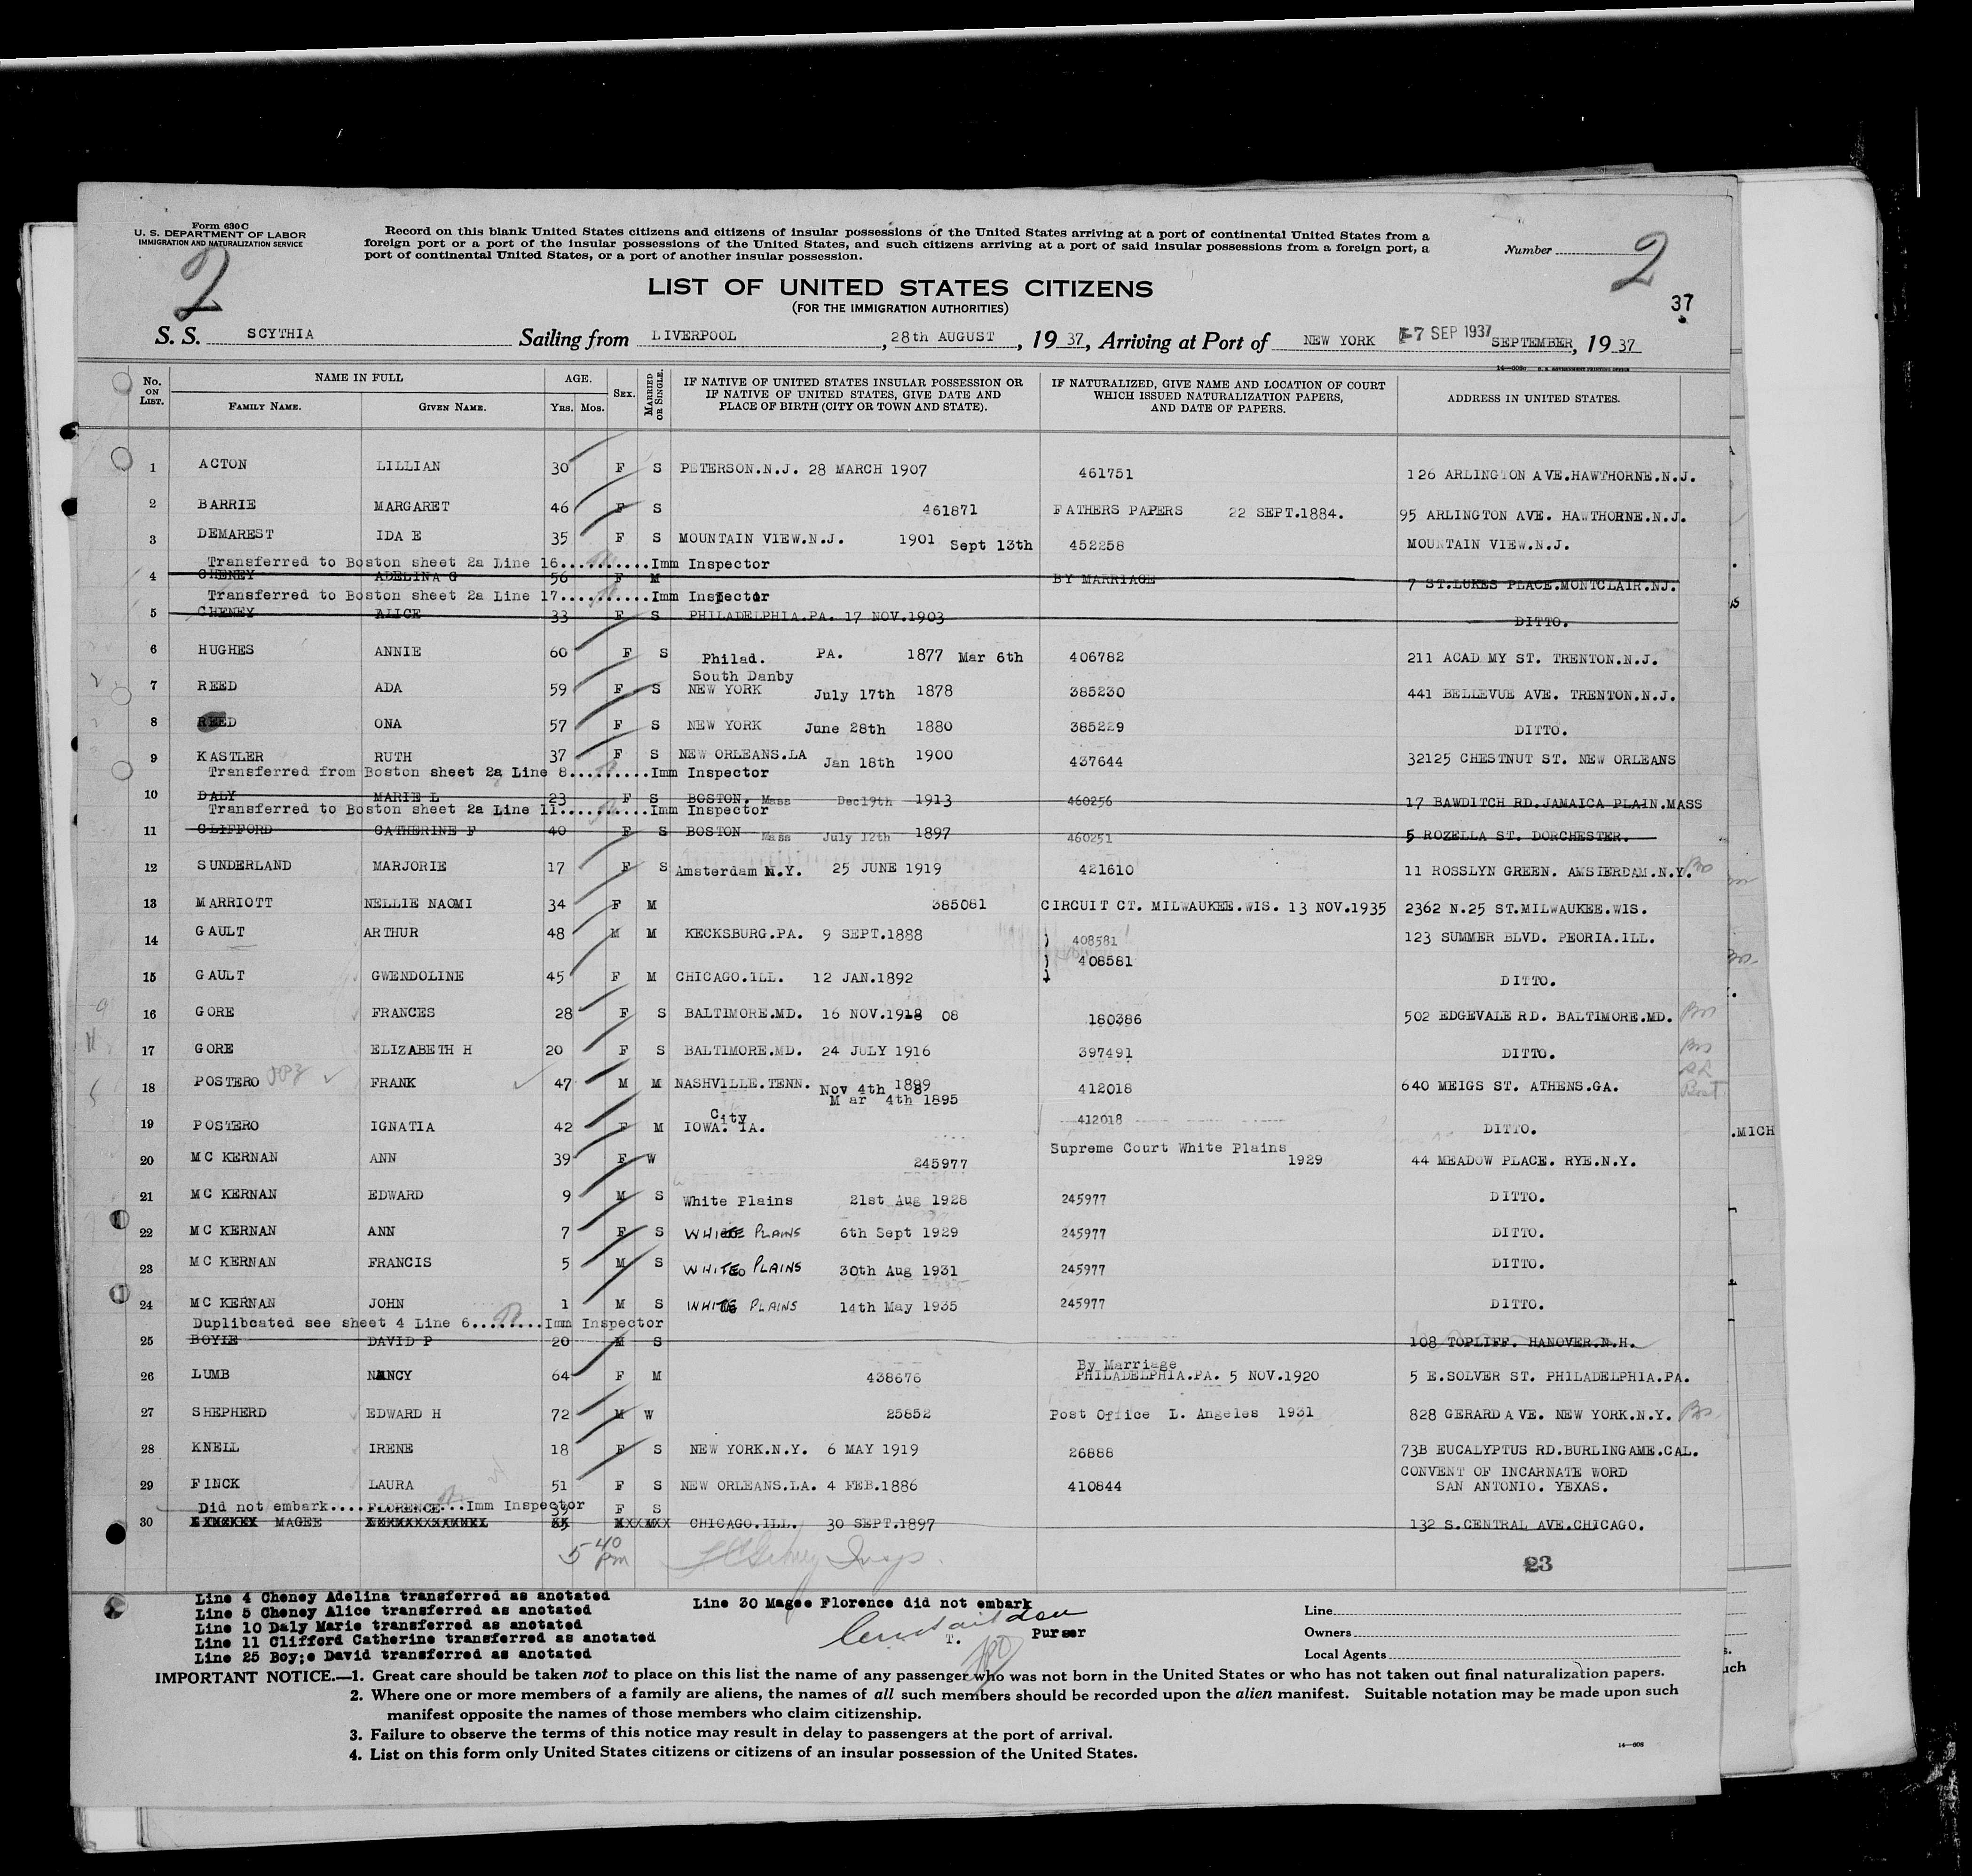 Form 630 C
U. S. DEPARTMENT OF LABOR
IMMIGRATION AND NATURALIZATION SERVICE
2
Record on this blank United States citizens and citizens of insular possessions of the United States arriving at a port of continental United States from a
foreign port or a port of the insular possessions of the United States, and such citizens arriving at a port of said insular possessions from a foreign port, a
port of continental United States, or a port of another insular possession.
Number 2
37
LIST OF UNITED STATES CITIZENS
(FOR THE IMMIGRATION AUTHORITIES)
S. S. SCYTHIA Sailing from LIVERPOOL, 28th AUGUST, 19 37, Arriving at Port of NEW YORK 7 SEP 1937 SEPTEMBER, 19 37
No. ON LIST. NAME IN FULL AGE. SEX. MARRIED OR SINGLE. IF NATIVE OF UNITED STATES INSULAR POSSESSION OR IF NATIVE OF UNITED STATES, GIVE DATE AND PLACE OF BIRTH (CITY OR TOWN AND STATE). IF NATURALIZED, GIVE NAME AND LOCATION OF COURT WHICH ISSUED NATURALIZATION PAPERS, AND DATE OF PAPERS. ADDRESS IN UNITED STATES.
FAMILY NAME. GIVEN NAME. YRS. MOS.
1 ACTON LILLIAN 30 F S PETERSON.N.J. 28 MARCH 1907 461751 126 ARLINGTON AVE.HAWTHORNE.N.J.
2 BARRIE MARGARET 46 F S 461871 FATHERS PAPERS 22 SEPT.1884. 95 ARLINGTON AVE. HAWTHORNE.N.J.
3 DEMAREST IDA E 35 F S MOUNTAIN VIEW.N.J. 1901 Sept 13th 452258 MOUNTAIN VIEW.N.J.
Transferred to Boston sheet 2a Line 16..........Imm Inspector
4 CHENEY ADELINA G 56 F M BY MARRIAGE 7 ST.LUKES PLACE.MONTCLAIR.NJ.
Transferred to Boston sheet 2a Line 17..........Imm Inspector
5 CHENEY ALICE 33 F S PHILADELPHIA.PA. 17 NOV.1903 DITTO.
6 HUGHES ANNIE 60 F S Philad. PA. 1877 Mar 6th 406782 211 ACAD MY ST. TRENTON.N.J.
South Danby
7 REED ADA 59 F S NEW YORK July 17th 1878 385230 441 BELLEVUE AVE. TRENTON.N.J.
8 REED ONA 57 F S NEW YORK June 28th 1880 385229 DITTO.
9 KASTLER RUTH 37 F S NEW ORLEANS.LA Jan 18th 1900 437644 32125 CHESTNUT ST. NEW ORLEANS
Transferred from Boston sheet 2a Line 8.........Imm Inspector
10 DALY MARIE L 23 F S BOSTON. Mass Dec19th 1913 460256 17 BAWDITCH RD.JAMAICA PLAIN.MASS
Transferred to Boston sheet 2a Line 11..........Imm Inspector
11 CLIFFORD CATHERINE F 40 F S BOSTON Mass July 12th 1897 460251 5 ROZELLA ST. DORCHESTER.
12 SUNDERLAND MARJORIE 17 F S Amsterdam N.Y. 25 JUNE 1919 421610 11 ROSSLYN GREEN. AMSTERDAM.N.Y.
13 MARRIOTT NELLIE NAOMI 34 F M 385081 CIRCUIT CT. MILWAUKEE.WIS. 13 NOV.1935 2362 N.25 ST.MILWAUKEE.WIS.
14 GAULT ARTHUR 48 M M KECKSBURG.PA. 9 SEPT.1888 ) 408581 123 SUMMER BLVD. PEORIA.ILL.
) 408581
15 GAULT GWENDOLINE 45 F M CHICAGO.ILL. 12 JAN.1892 ) DITTO.
16 GORE FRANCES 28 F S BALTIMORE.MD. 16 NOV.1918 08 180386 502 EDGEVALE RD. BALTIMORE.MD.
17 GORE ELIZABETH H 20 F S BALTIMORE.MD. 24 JULY 1916 397491 DITTO.
18 POSTERO FRANK 47 M M NASHVILLE.TENN. Nov 4th 1889 412018 640 MEIGS ST. ATHENS.GA.
Mar 4th 1895
19 POSTERO IGNATIA 42 F M IOWA. City IA. 412018 DITTO.
Supreme Court White Plains
20 MC KERNAN ANN 39 F W 245977 1929 44 MEADOW PLACE. RYE.N.Y.
21 MC KERNAN EDWARD 9 M S White Plains 21st Aug 1928 245977 DITTO.
22 MC KERNAN ANN 7 F S WHITE PLAINS 6th Sept 1929 245977 DITTO.
23 MC KERNAN FRANCIS 5 M S WHITE PLAINS 30th Aug 1931 245977 DITTO.
24 MC KERNAN JOHN 1 M S WHITE PLAINS 14th May 1935 245977 DITTO.
Duplibcated see sheet 4 Line 6........Imm Inspector
25 BOYLE DAVID P 20 M S 108 TOPLIFF. HANOVER.N.H.
By Marriage
26 LUMB NANCY 64 F M 438676 PHILADELPHIA.PA. 5 NOV.1920 5 E.SOLVER ST. PHILADELPHIA.PA.
27 SHEPHERD EDWARD H 72 M W 25652 Post Office L. Angeles 1931 828 GERARD AVE. NEW YORK.N.Y.
28 KNELL IRENE 18 F S NEW YORK.N.Y. 6 MAY 1919 26888 73B EUCALYPTUS RD.BURLINGAME.CAL.
29 FINCK LAURA 51 F S NEW ORLEANS.LA. 4 FEB.1886 410844 CONVENT OF INCARNATE WORD
SAN ANTONIO. YEXAS.
Did not embark.....FLORENCE....Imm Inspector 39 F S
30 MAGEE CHICAGO.ILL. 30 SEPT.1897 132 S.CENTRAL AVE.CHICAGO.
.MICH
5 40 pm
23
Line 4 Cheney Adelina transferred as anotated
Line 5 Cheney Alice transferred as anotated
Line 10 Daly Marie transferred as anotated
Line 11 Clifford Catherine transferred as anotated
Line 25 Boy;e David transferred as anotated
Line 30 Magee Florence did not embark
T. Purser
Line
Owners
Local Agents
IMPORTANT NOTICE.—1. Great care should be taken not to place on this list the name of any passenger who was not born in the United States or who has not taken out final naturalization papers.
2. Where one or more members of a family are aliens, the names of all such members should be recorded upon the alien manifest. Suitable notation may be made upon such
manifest opposite the names of those members who claim citizenship.
3. Failure to observe the terms of this notice may result in delay to passengers at the port of arrival.
4. List on this form only United States citizens or citizens of an insular possession of the United States.
14—608